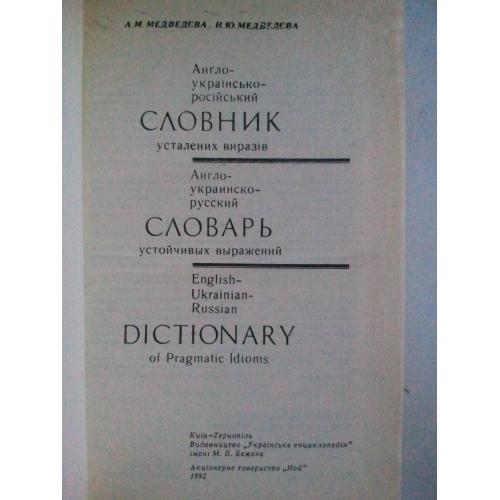 Л. М. МЕДВЕДЄВА, Н. Ю. МЕДВЕДЄВА
Англо-
українсько-
російський
СЛОВНИК
усталених виразів
Англо-
украинско-
русский
СЛОВАРЬ
устойчивых выражений
English-
Ukrainian-
Russian
DICTIONARY
of Pragmatic Idioms
Київ—Тернопіль
Видавництво „Українська енциклопедія"
імені М. П. Бажана
Акціонерне товариство „Ной"
1992